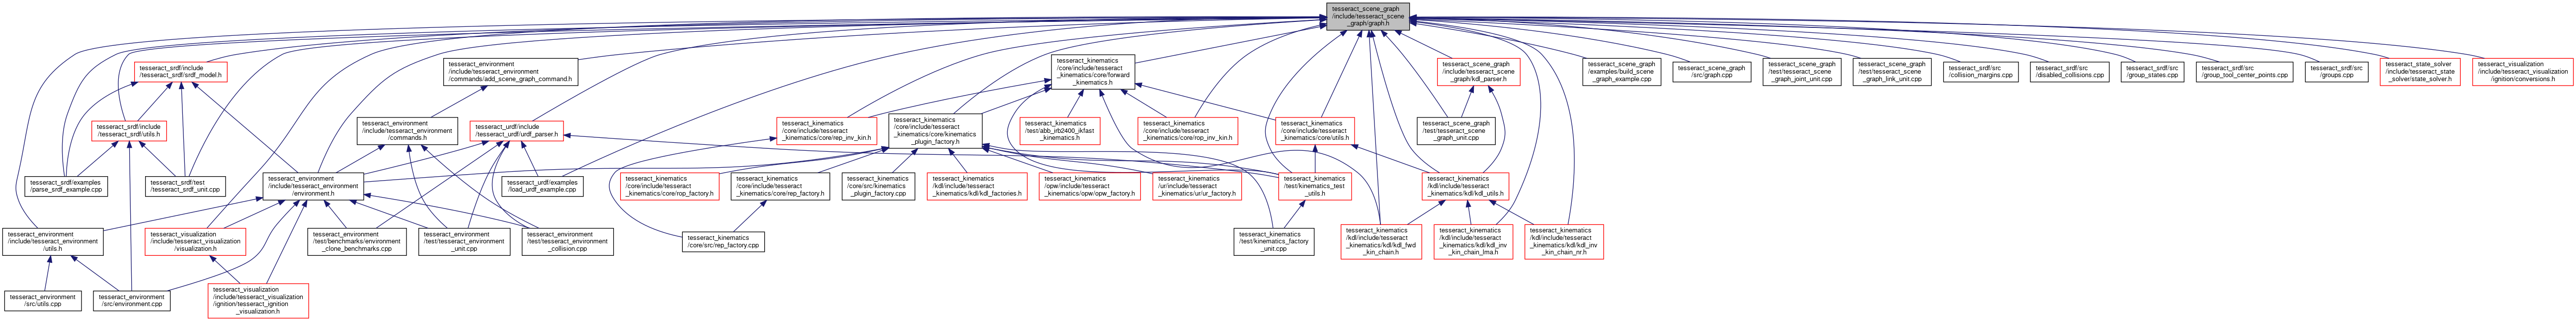 tesseract_scene_graph
/include/tesseract_scene
_graph/graph.h
tesseract_srdf/include
/tesseract_srdf/srdf_model.h
tesseract_environment
/include/tesseract_environment
/commands/add_scene_graph_command.h
tesseract_kinematics
/core/include/tesseract
_kinematics/core/forward
_kinematics.h
tesseract_scene_graph
/include/tesseract_scene
_graph/kdl_parser.h
tesseract_scene_graph
/examples/build_scene
_graph_example.cpp
tesseract_scene_graph
/src/graph.cpp
tesseract_scene_graph
/test/tesseract_scene
_graph_joint_unit.cpp
tesseract_scene_graph
/test/tesseract_scene
_graph_link_unit.cpp
tesseract_srdf/src
/collision_margins.cpp
tesseract_srdf/src
/disabled_collisions.cpp
tesseract_srdf/src
/group_states.cpp
tesseract_srdf/src
/group_tool_center_points.cpp
tesseract_srdf/src
/groups.cpp
tesseract_state_solver
/include/tesseract_state
_solver/state_solver.h
tesseract_visualization
/include/tesseract_visualization
/ignition/conversions.h
tesseract_srdf/include
/tesseract_srdf/utils.h
tesseract_environment
/include/tesseract_environment
/commands.h
tesseract_urdf/include
/tesseract_urdf/urdf_parser.h
tesseract_kinematics
/core/include/tesseract
_kinematics/core/rep_inv_kin.h
tesseract_kinematics
/core/include/tesseract
_kinematics/core/kinematics
_plugin_factory.h
tesseract_kinematics
/test/abb_irb2400_ikfast
_kinematics.h
tesseract_kinematics
/core/include/tesseract
_kinematics/core/rop_inv_kin.h
tesseract_kinematics
/core/include/tesseract
_kinematics/core/utils.h
tesseract_scene_graph
/test/tesseract_scene
_graph_unit.cpp
tesseract_srdf/examples
/parse_srdf_example.cpp
tesseract_srdf/test
/tesseract_srdf_unit.cpp
tesseract_environment
/include/tesseract_environment
/environment.h
tesseract_urdf/examples
/load_urdf_example.cpp
tesseract_kinematics
/core/include/tesseract
_kinematics/core/rop_factory.h
tesseract_kinematics
/core/include/tesseract
_kinematics/core/rep_factory.h
tesseract_kinematics
/core/src/kinematics
_plugin_factory.cpp
tesseract_kinematics
/kdl/include/tesseract
_kinematics/kdl/kdl_factories.h
tesseract_kinematics
/opw/include/tesseract
_kinematics/opw/opw_factory.h
tesseract_kinematics
/ur/include/tesseract
_kinematics/ur/ur_factory.h
tesseract_kinematics
/test/kinematics_test
_utils.h
tesseract_kinematics
/kdl/include/tesseract
_kinematics/kdl/kdl_utils.h
tesseract_environment
/include/tesseract_environment
/utils.h
tesseract_visualization
/include/tesseract_visualization
/visualization.h
tesseract_environment
/test/benchmarks/environment
_clone_benchmarks.cpp
tesseract_environment
/test/tesseract_environment
_unit.cpp
tesseract_environment
/test/tesseract_environment
_collision.cpp
tesseract_kinematics
/core/src/rep_factory.cpp
tesseract_kinematics
/test/kinematics_factory
_unit.cpp
tesseract_kinematics
/kdl/include/tesseract
_kinematics/kdl/kdl_fwd
_kin_chain.h
tesseract_kinematics
/kdl/include/tesseract
_kinematics/kdl/kdl_inv
_kin_chain_lma.h
tesseract_kinematics
/kdl/include/tesseract
_kinematics/kdl/kdl_inv
_kin_chain_nr.h
tesseract_environment
/src/utils.cpp
tesseract_environment
/src/environment.cpp
tesseract_visualization
/include/tesseract_visualization
/ignition/tesseract_ignition
_visualization.h